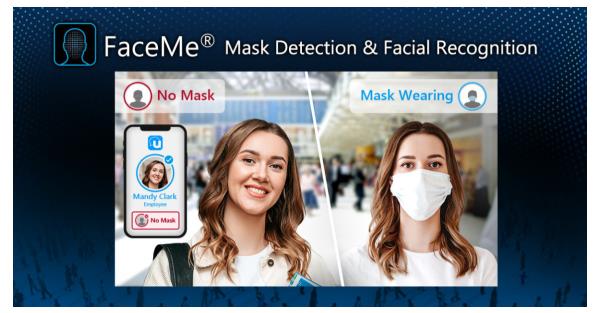 FaceMe® Mask Detection & Facial Recognition
No Mask
Mask Wearing
U
Mandy Clark
Employee
No Mask